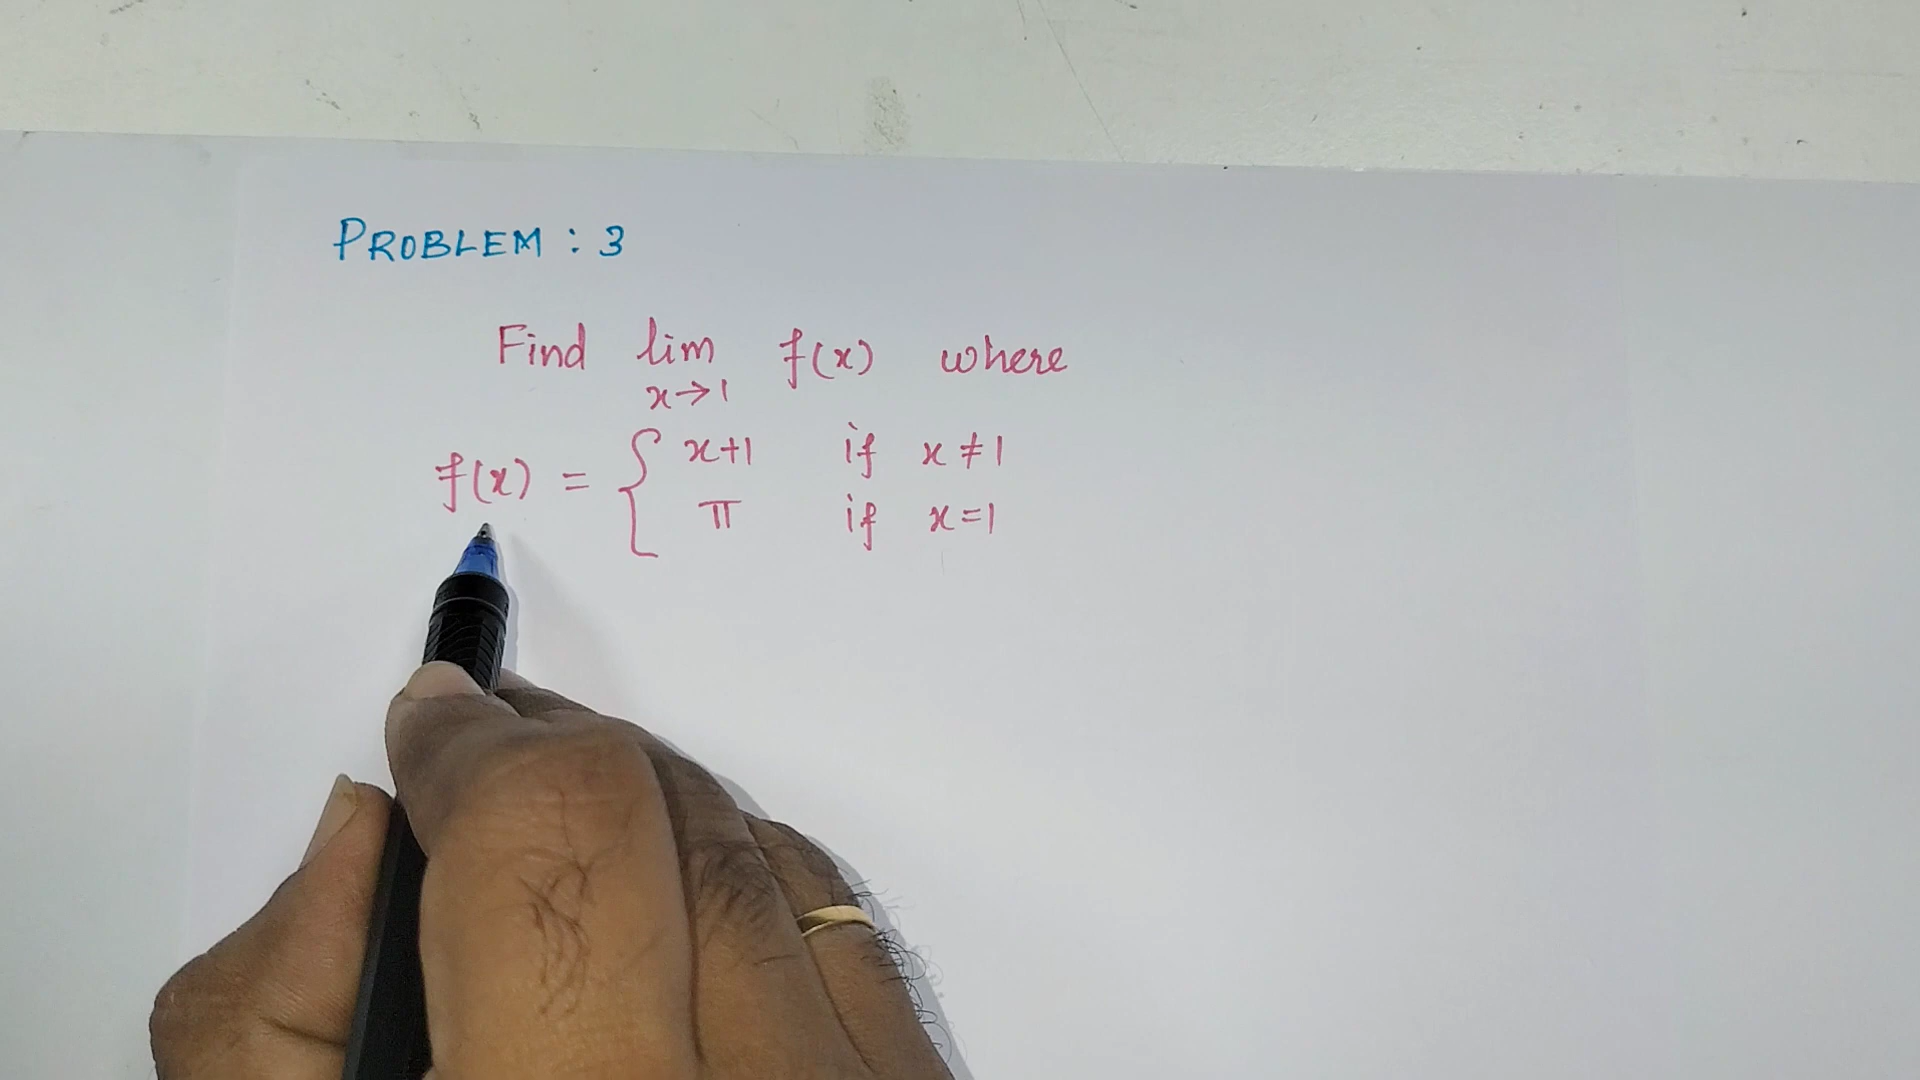 PROBLEM : 3
Find lim f(x) where
x→1
f(x) = { x+1 if x ≠ 1
π if x=1